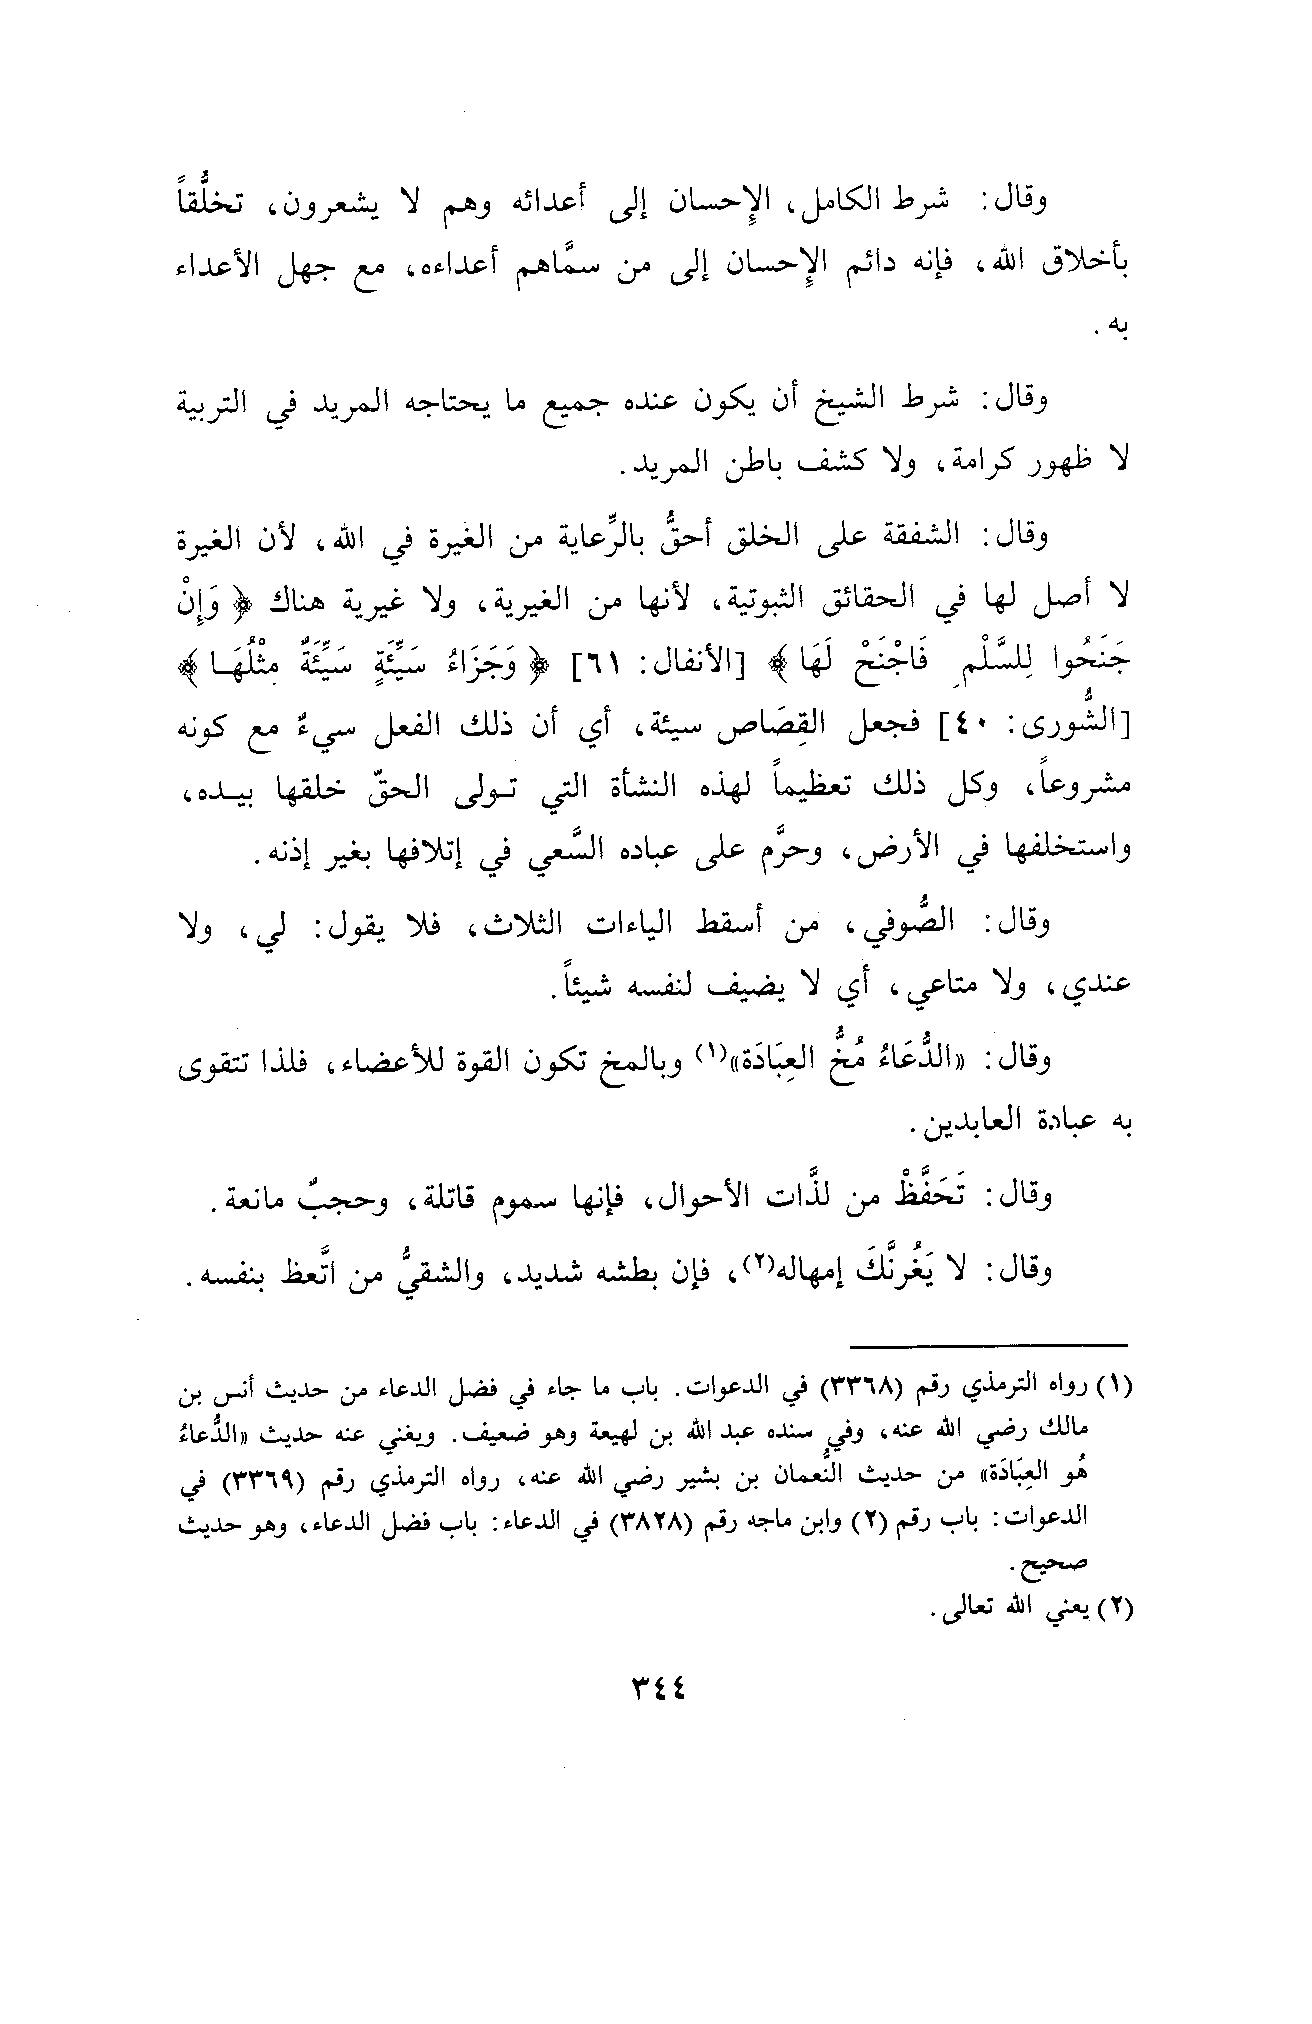 وقال: شرط الكامل، الإِحسان إلى أعدائه وهم لا يشعرون، تخلُّقاً
بأخلاق الله، فإنه دائم الإِحسان إلى من سمَّاهم أعداءه، مع جهل الأعداء
به.
وقال: شرط الشيخ أن يكون عنده جميع ما يحتاجه المريد في التربية
لا ظهور كرامة، ولا كشف باطن المريد.
وقال: الشفقة على الخلق أحقُّ بالرِّعاية من الغيرة في الله، لأن الغيرة
لا أصل لها في الحقائق الثبوتية، لأنها من الغيرية، ولا غيرية هناك ﴿ وَإِنْ
جَنَحُوا لِلسَّلْمِ فَاجْنَحْ لَهَا ﴾ [الأنفال: ٦١] ﴿ وَجَزَاءُ سَيِّئَةٍ سَيِّئَةٌ مِثْلُهَا ﴾
[الشُّورى: ٤٠] فجعل القِصَاص سيئة، أي أن ذلك الفعل سيءٌ مع كونه
مشروعاً، وكل ذلك تعظيماً لهذه النشأة التي تولى الحقّ خلقها بيده،
واستخلفها في الأرض، وحرَّم على عباده السَّعي في إتلافها بغير إذنه.
وقال: الصُّوفي، من أسقط الياءات الثلاث، فلا يقول: لي، ولا
عندي، ولا متاعي، أي لا يضيف لنفسه شيئاً.
وقال: «الدُّعَاءُ مُخُّ العِبَادَة»(١) وبالمخ تكون القوة للأعضاء، فلذا تتقوى
به عبادة العابدين.
وقال: تَحَفَّظْ من لذَّات الأحوال، فإنها سموم قاتلة، وحجبٌ مانعة.
وقال: لا يَغُرنَّكَ إمهاله(٢)، فإن بطشه شديد، والشقيُّ من اتَّعظ بنفسه.
(١) رواه الترمذي رقم (٣٣٦٨) في الدعوات. باب ما جاء في فضل الدعاء من حديث أنس بن
مالك رضي الله عنه، وفي سنده عبد الله بن لهيعة وهو ضعيف. ويغني عنه حديث «الدُّعاءُ
هُو العِبَادَة» من حديث النُّعمان بن بشير رضي الله عنه، رواه الترمذي رقم (٣٣٦٩) في
الدعوات: باب رقم (٢) وابن ماجه رقم (٣٨٢٨) في الدعاء: باب فضل الدعاء، وهو حديث
صحيح.
(٢) يعني الله تعالى.
٣٤٤